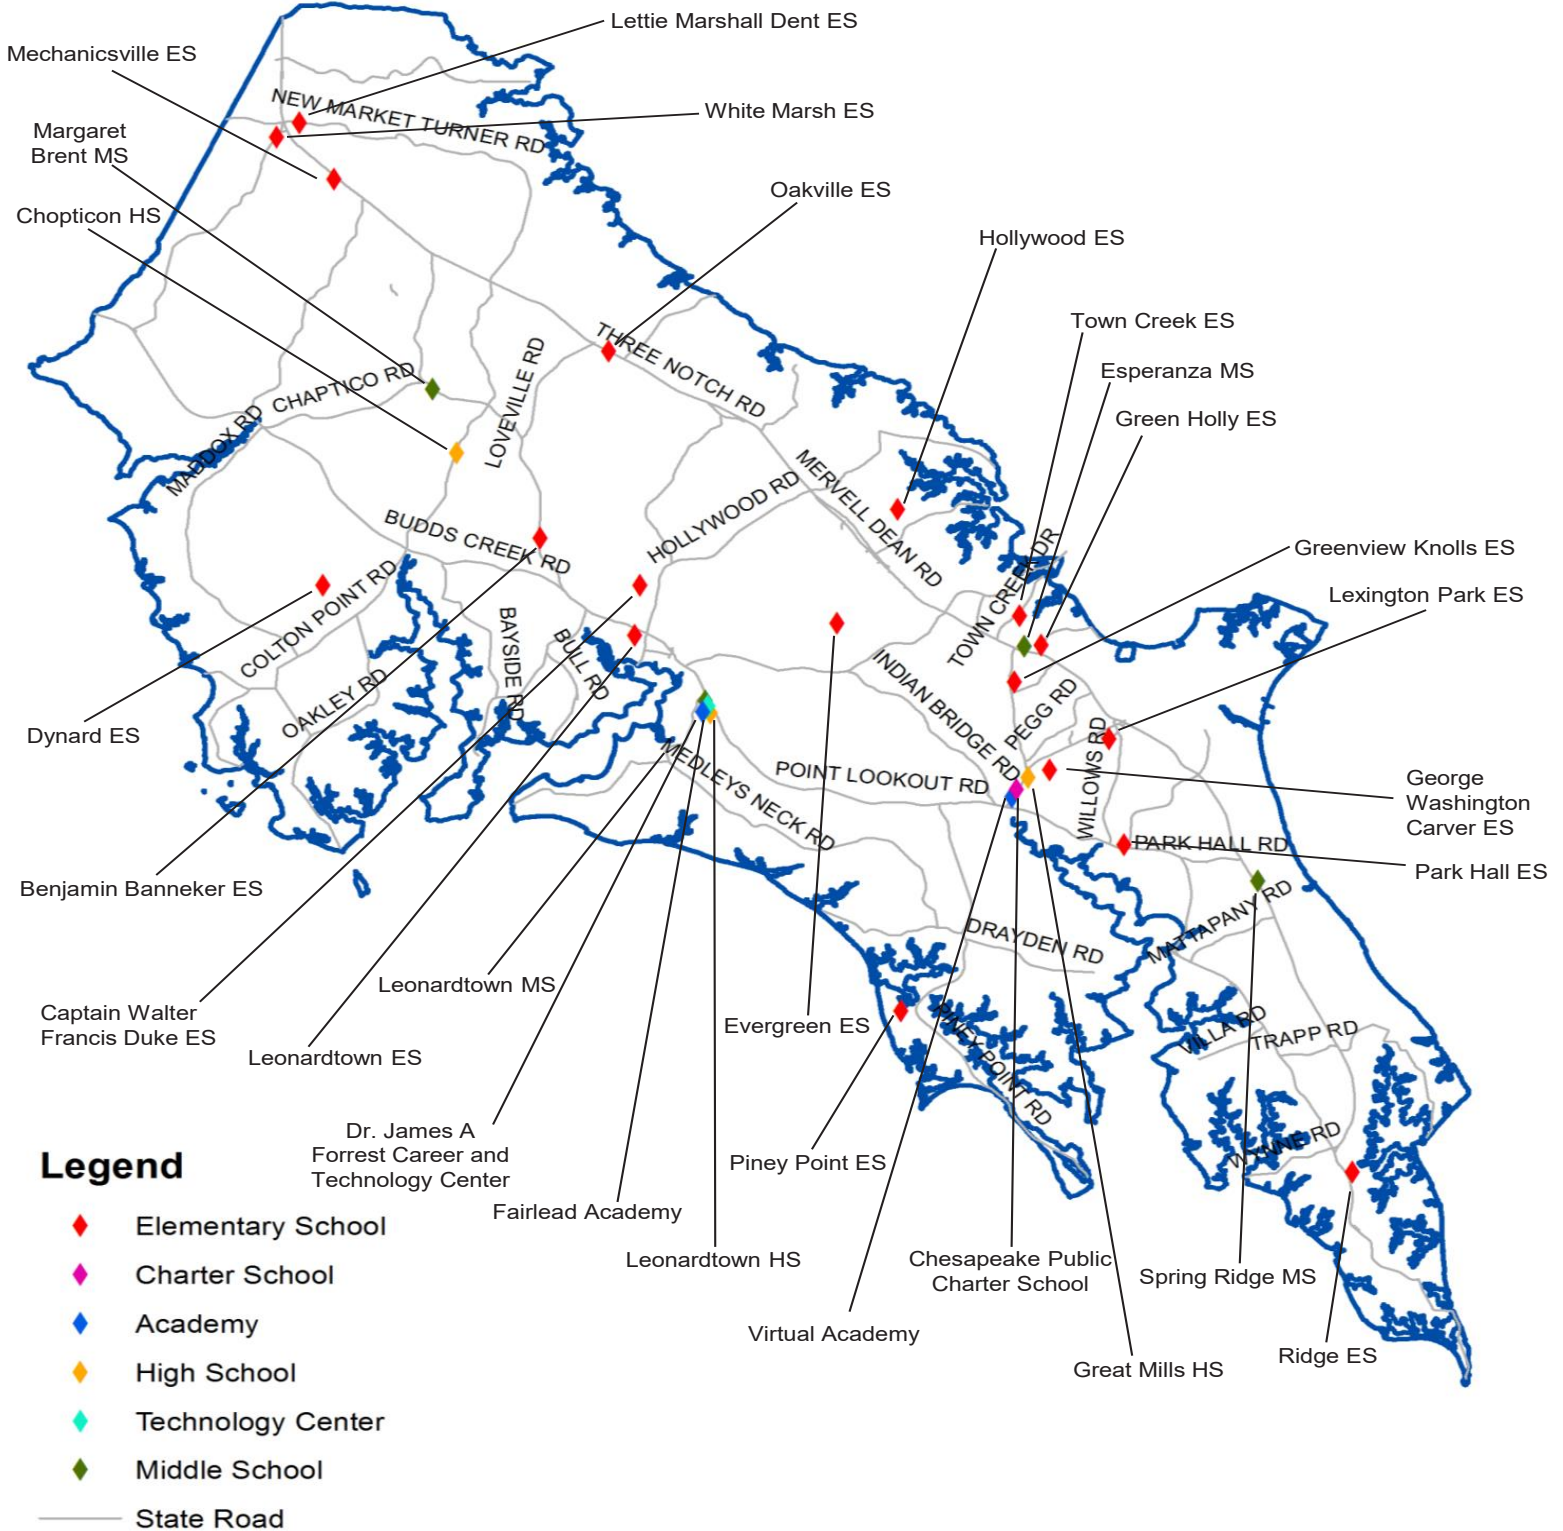 Lettie Marshall Dent ES
Mechanicsville ES
NEW MARKET TURNER RD
White Marsh ES
Margaret
Brent MS
Oakville ES
Chopticon HS
Hollywood ES
Town Creek ES
THREE NOTCH RD
Esperanza MS
CHAPTICO RD
LOVEVILLE RD
Green Holly ES
MADDOX RD
MERVELL DEAN RD
HOLLYWOOD RD
BUDDS CREEK RD
Greenview Knolls ES
TOWN CREEK DR
COLTON POINT RD
Lexington Park ES
BAYSIDE RD
BULL RD
INDIAN BRIDGE RD
PEGG RD
OAKLEY RD
Dynard ES
WILLOWS RD
MEDLEYS NECK RD
POINT LOOKOUT RD
George
Washington
Carver ES
PARK HALL RD
Park Hall ES
Benjamin Banneker ES
MATTAPANY RD
DRAYDEN RD
Leonardtown MS
Captain Walter
Francis Duke ES
Evergreen ES
VILLA RD
TRAPP RD
Leonardtown ES
PINEY POINT RD
Dr. James A
Forrest Career and
Technology Center
WYNNE RD
Piney Point ES
Fairlead Academy
Leonardtown HS
Chesapeake Public
Charter School
Spring Ridge MS
Virtual Academy
Ridge ES
Great Mills HS
Legend
Elementary School
Charter School
Academy
High School
Technology Center
Middle School
State Road